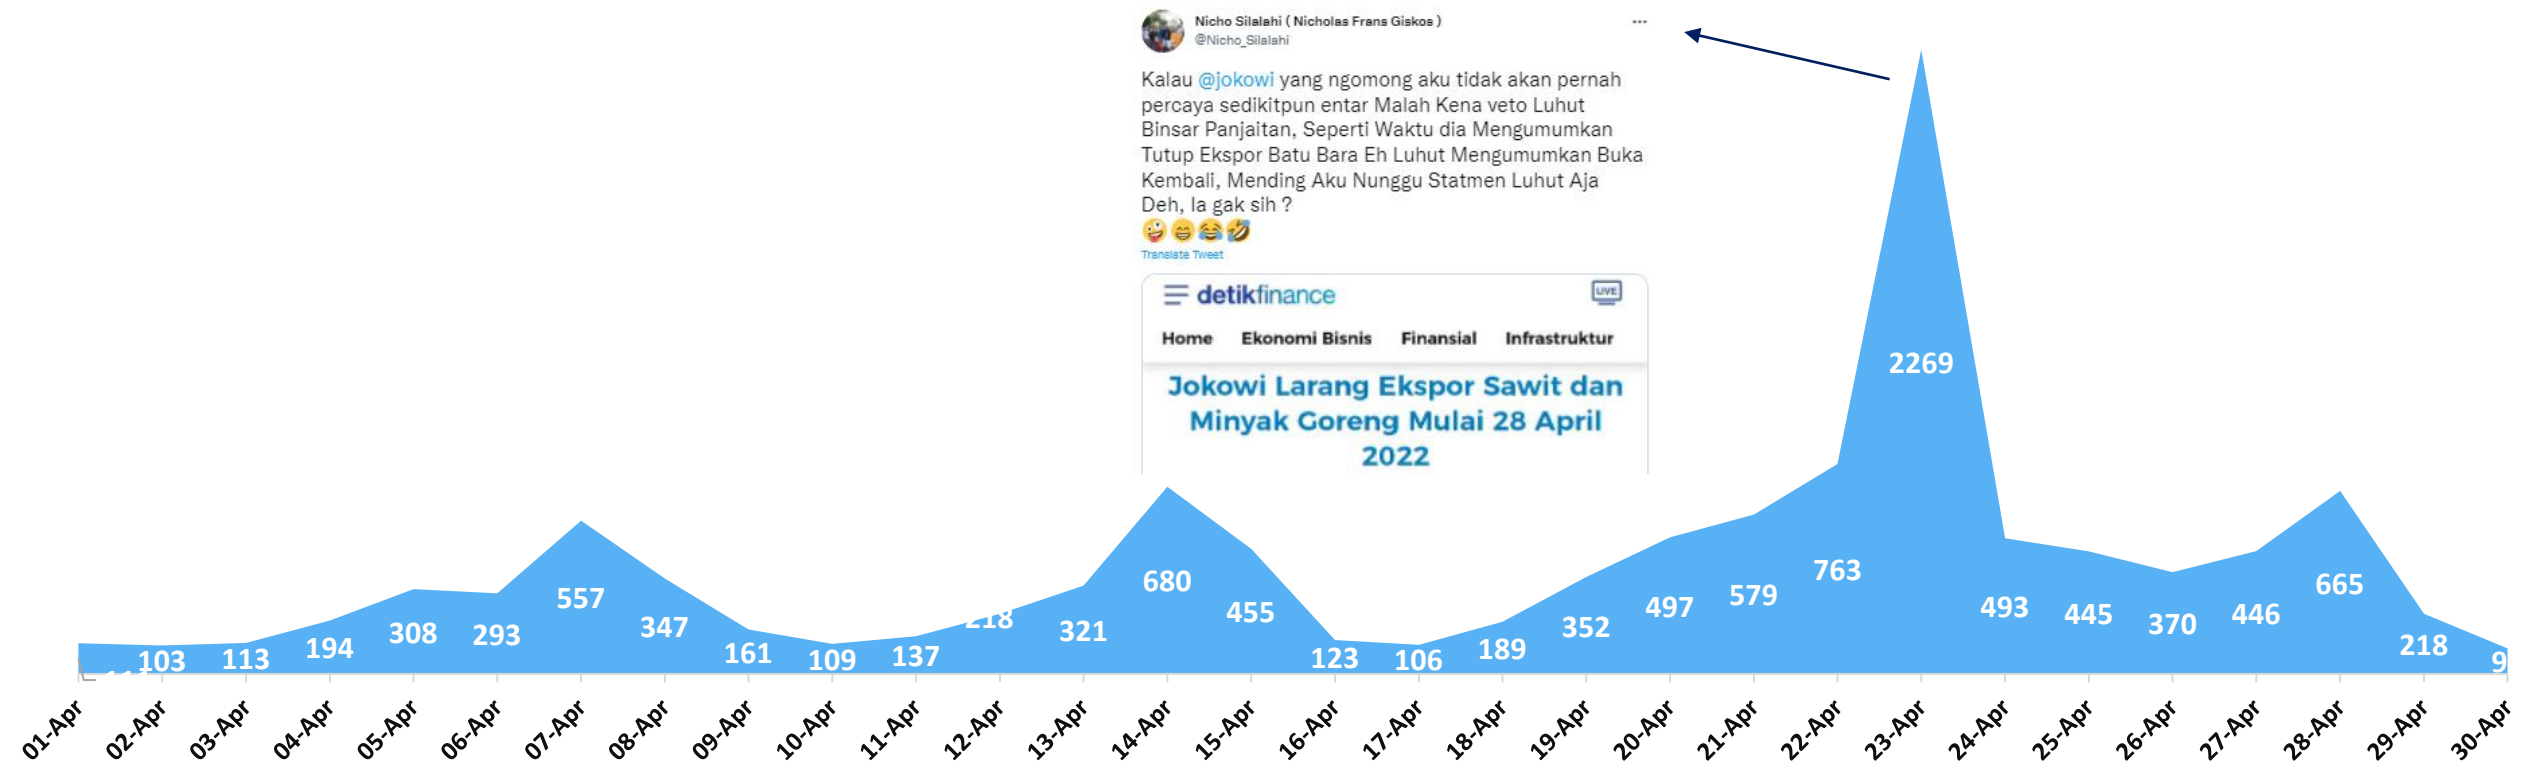 Nicho Silalahi ( Nicholas Frans Giskos )
@Nicho_Silalahi
Kalau @jokowi yang ngomong aku tidak akan pernah
percaya sedikitpun entar Malah Kena veto Luhut
Binsar Panjaitan, Seperti Waktu dia Mengumumkan
Tutup Ekspor Batu Bara Eh Luhut Mengumumkan Buka
Kembali, Mending Aku Nunggu Statmen Luhut Aja
Deh, Ia gak sih ?
🤪😁😂🤣
Translate Tweet
detikfinance
LIVE
Home Ekonomi Bisnis Finansial Infrastruktur
Jokowi Larang Ekspor Sawit dan
Minyak Goreng Mulai 28 April
2022
103 113 194 308 293 557 347 161 109 137 218 321 680 455 123 106 189 352 497 579 763 2269 493 445 370 446 665 218
01-Apr 02-Apr 03-Apr 04-Apr 05-Apr 06-Apr 07-Apr 08-Apr 09-Apr 10-Apr 11-Apr 12-Apr 13-Apr 14-Apr 15-Apr 16-Apr 17-Apr 18-Apr 19-Apr 20-Apr 21-Apr 22-Apr 23-Apr 24-Apr 25-Apr 26-Apr 27-Apr 28-Apr 29-Apr 30-Apr